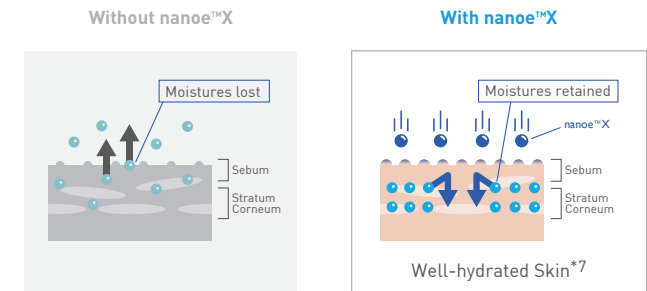 Without nanoe™X
With nanoe™X
Moistures lost
Sebum
Stratum
Corneum
Moistures retained
nanoe™X
Sebum
Stratum
Corneum
Well-hydrated Skin*7